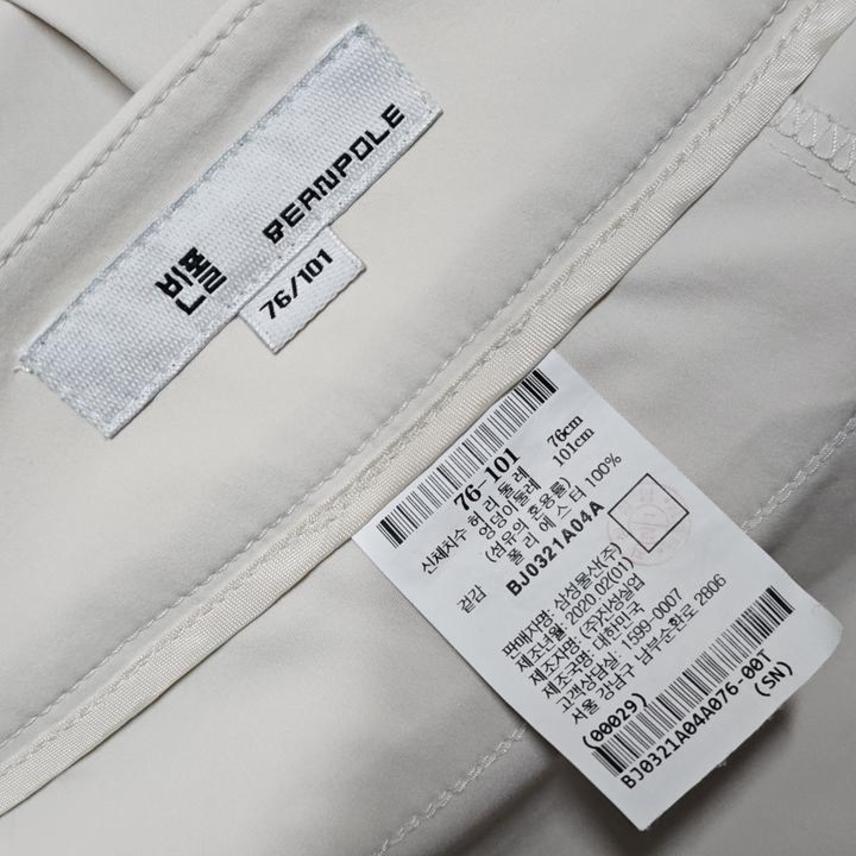 빈폴 BEANPOLE
76/101
76-101
신체치수 허리 둘레 76cm
엉덩이둘레 101cm
(섬유의 혼용률)
겉감 폴리에스터 100%
BJ0321A04A
판매자명: 삼성물산(주)
제조년월: 2020.02(01)
제조자명: (주)지성실업
제조국명: 대한민국
고객상담실: 1599-0007
서울 강남구 남부순환로 2806
(00029)
BJ0321A04A076-00T
(SN)